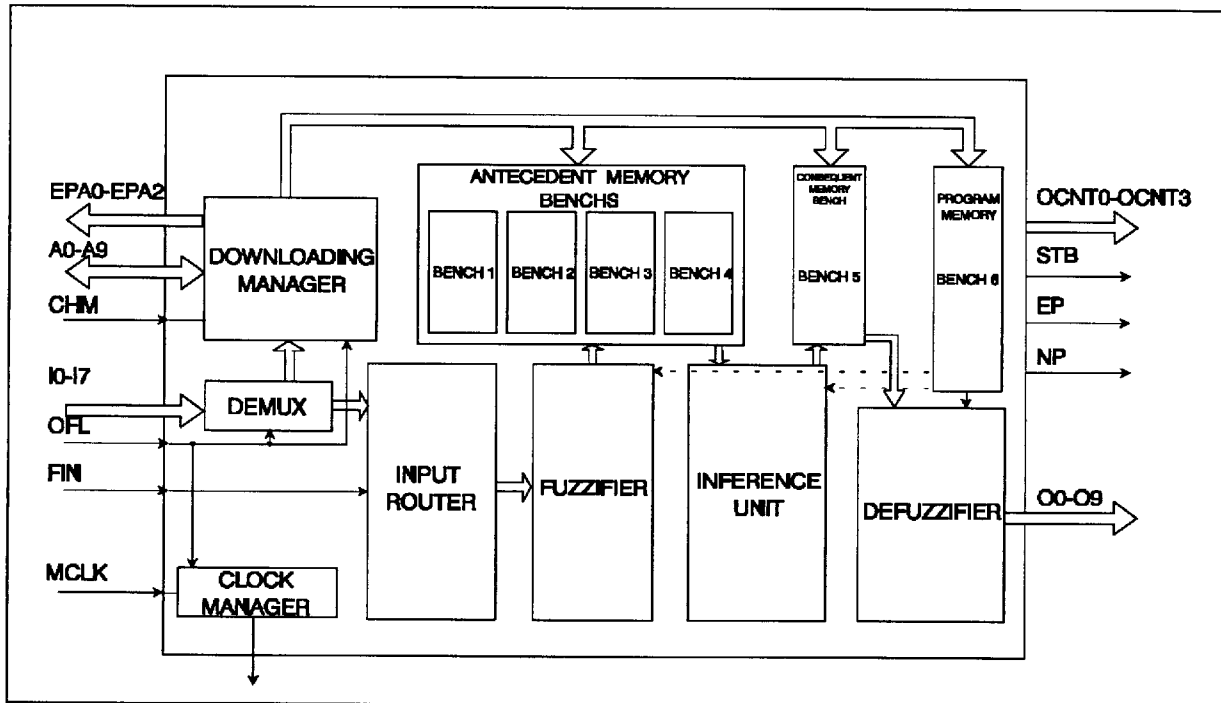 EPA0-EPA2
A0-A9
CHM
I0-I7
OFL
FINI
MCLK
DOWNLOADING
MANAGER
DEMUX
CLOCK
MANAGER
INPUT
ROUTER
ANTECEDENT MEMORY
BENCHS
BENCH 1
BENCH 2
BENCH 3
BENCH 4
FUZZIFIER
INFERENCE
UNIT
CONSEQUENT
MEMORY
BENCH
BENCH 5
PROGRAM
MEMORY
BENCH 6
DEFUZZIFIER
OCNT0-OCNT3
STB
EP
NP
O0-O9